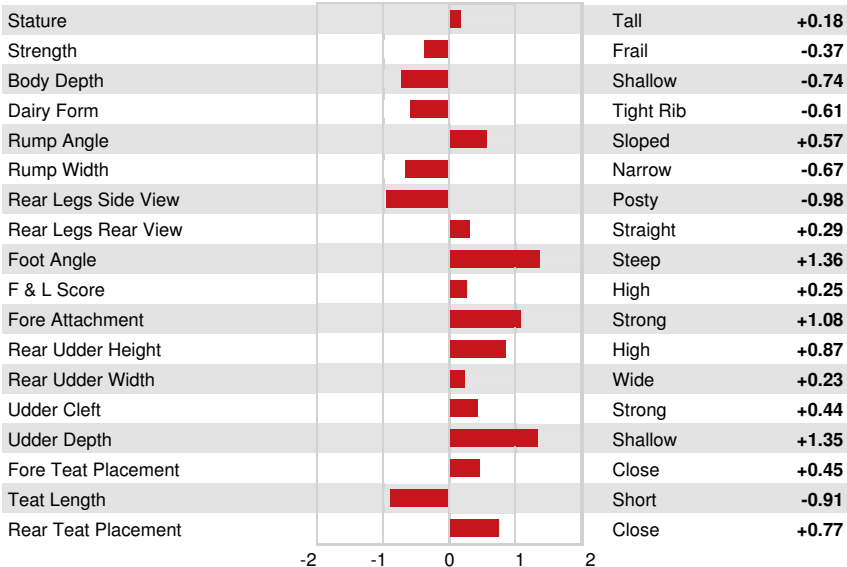 Stature Tall +0.18
Strength Frail -0.37
Body Depth Shallow -0.74
Dairy Form Tight Rib -0.61
Rump Angle Sloped +0.57
Rump Width Narrow -0.67
Rear Legs Side View Posty -0.98
Rear Legs Rear View Straight +0.29
Foot Angle Steep +1.36
F & L Score High +0.25
Fore Attachment Strong +1.08
Rear Udder Height High +0.87
Rear Udder Width Wide +0.23
Udder Cleft Strong +0.44
Udder Depth Shallow +1.35
Fore Teat Placement Close +0.45
Teat Length Short -0.91
Rear Teat Placement Close +0.77
-2 -1 0 1 2